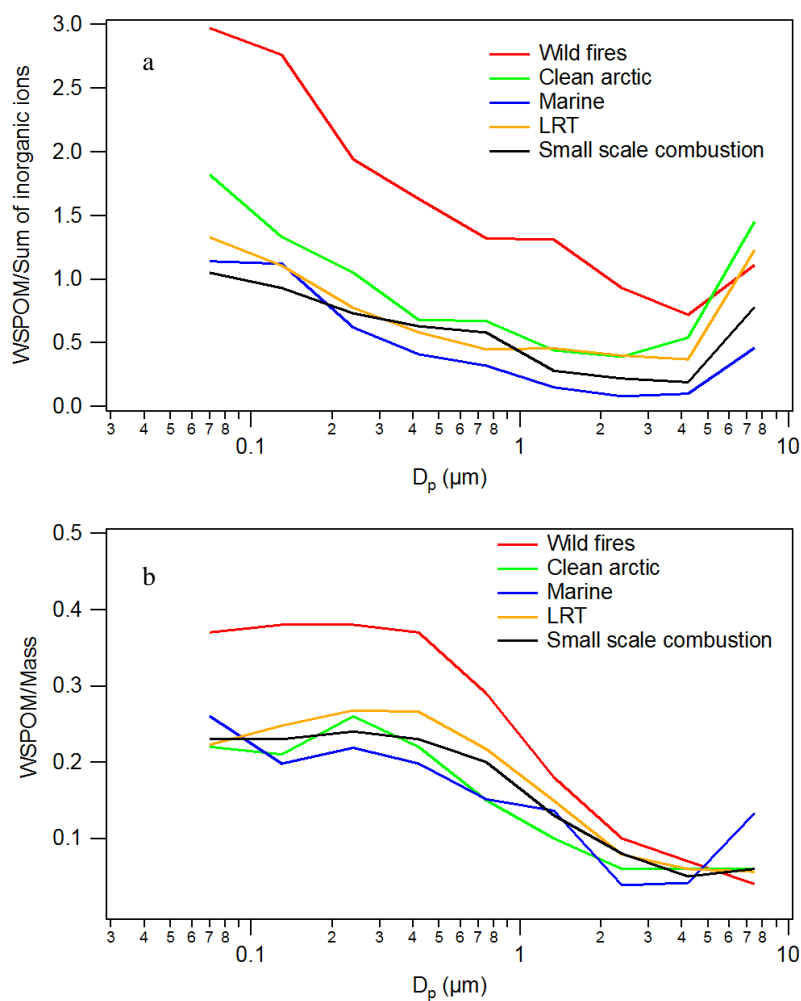 a
WSPOM/Sum of inorganic ions
3.0
2.5
2.0
1.5
1.0
0.5
0.0
Wild fires
Clean arctic
Marine
LRT
Small scale combustion
3 4 5 6 7 8 0.1 2 3 4 5 6 7 8 1 2 3 4 5 6 7 8 10
Dp (µm)
b
WSPOM/Mass
0.5
0.4
0.3
0.2
0.1
Wild fires
Clean arctic
Marine
LRT
Small scale combustion
3 4 5 6 7 8 0.1 2 3 4 5 6 7 8 1 2 3 4 5 6 7 8 10
Dp (µm)